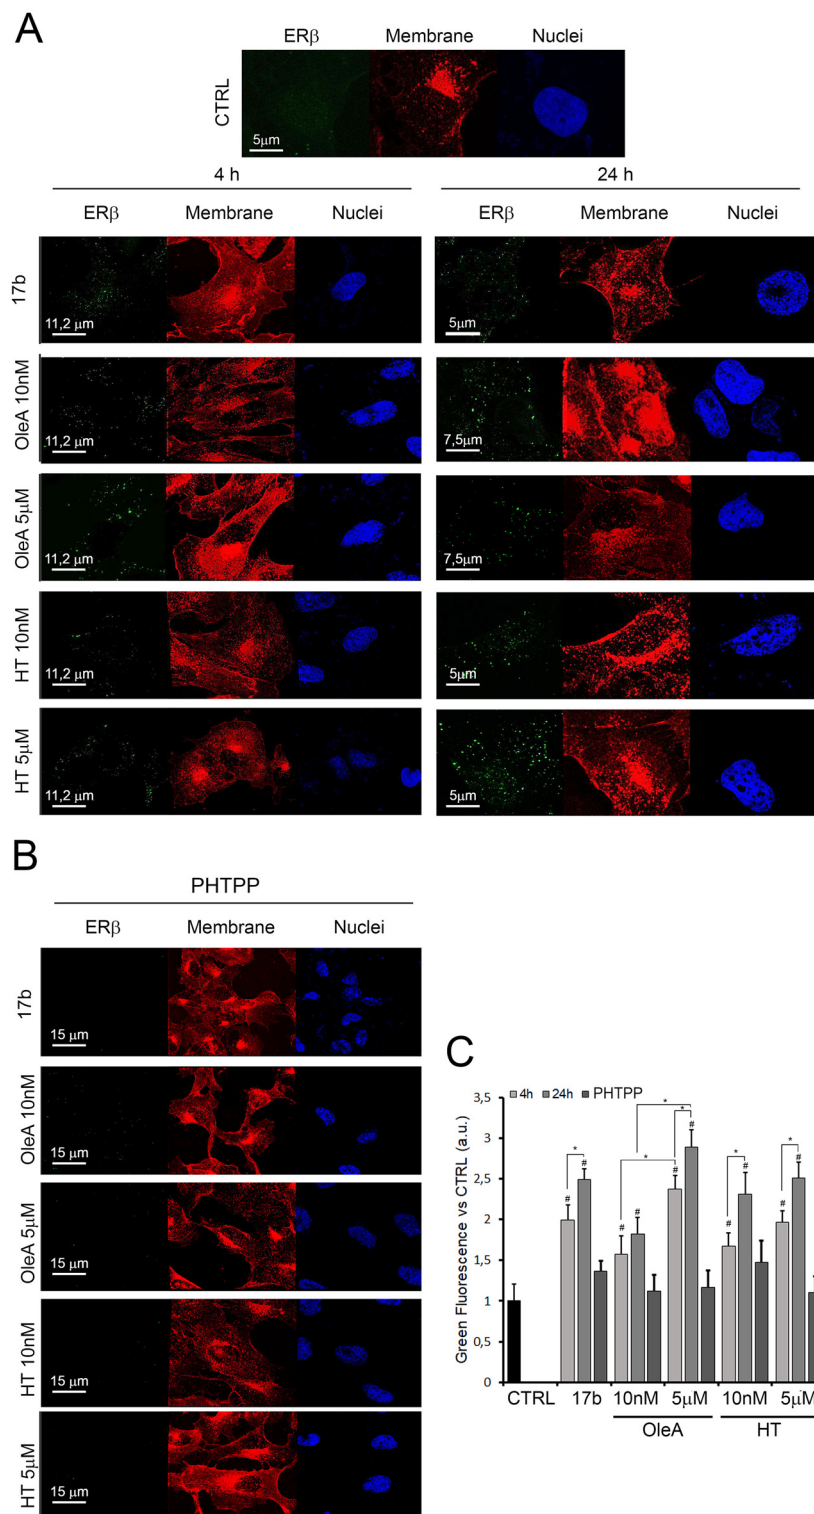 A
ERβ Membrane Nuclei
CTRL
5μm
4 h 24 h
ERβ Membrane Nuclei ERβ Membrane Nuclei
17b
11,2 μm
5μm
OleA 10nM
11,2 μm
7,5μm
OleA 5μM
11,2 μm
7,5μm
HT 10nM
11,2 μm
5μm
HT 5μM
11,2 μm
5μm
B
PHTPP
ERβ Membrane Nuclei
17b
15 μm
OleA 10nM
15 μm
OleA 5μM
15 μm
HT 10nM
15 μm
HT 5μM
15 μm
C
Green Fluorescence vs CTRL (a.u.)
4h 24h PHTPP
3,5
3
2,5
2
1,5
1
0,5
0
* * * * * *
# # # # # # # # # #
CTRL 17b 10nM 5μM 10nM 5μM
OleA HT